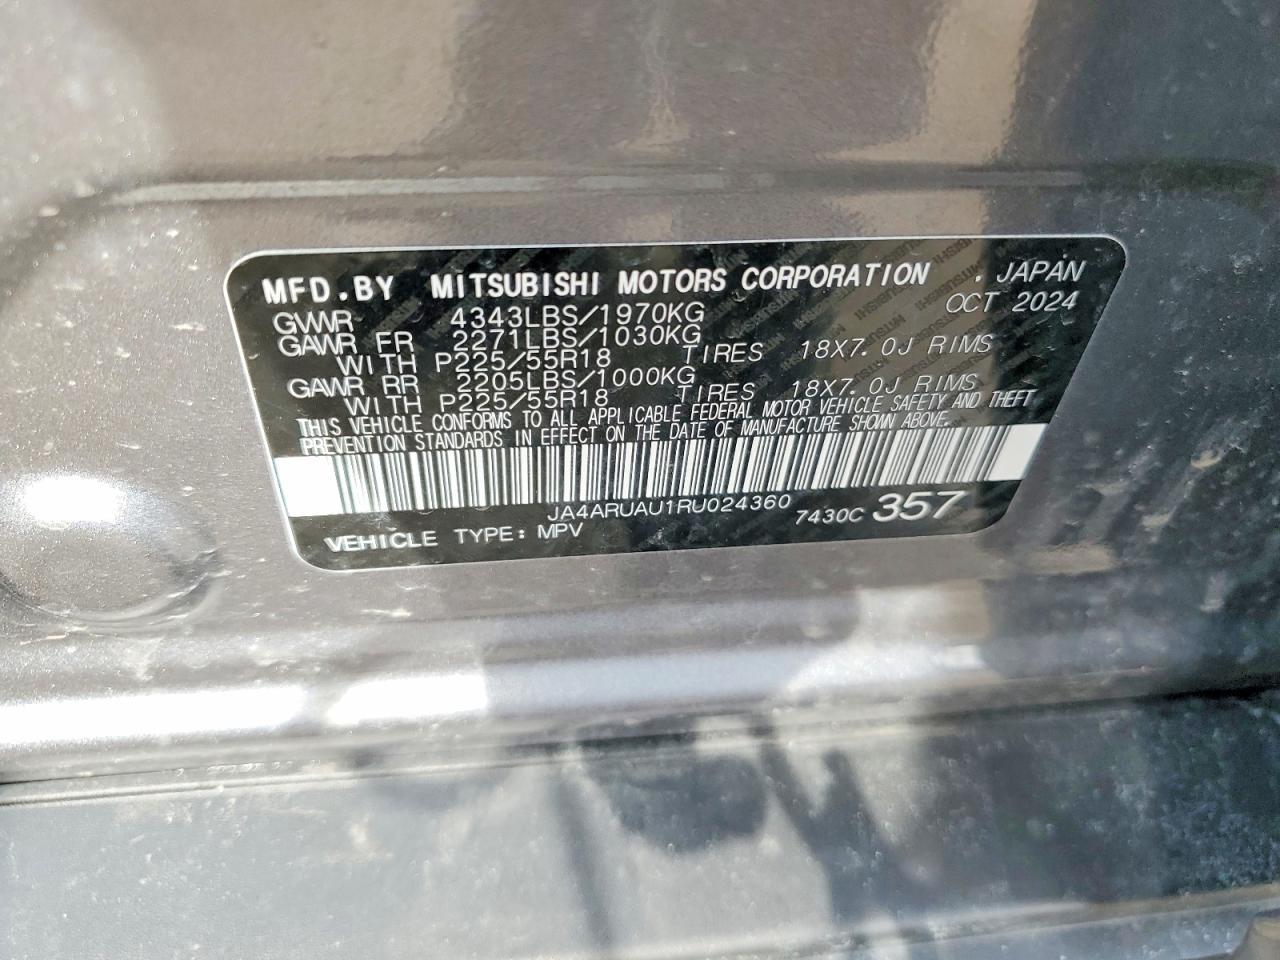 MFD.BY MITSUBISHI MOTORS CORPORATION , JAPAN
GVWR 4343LBS/1970KG OCT 2024
GAWR FR 2271LBS/1030KG
WITH P225/55R18 TIRES 18X7.0J RIMS
GAWR RR 2205LBS/1000KG
WITH P225/55R18 TIRES 18X7.0J RIMS
THIS VEHICLE CONFORMS TO ALL APPLICABLE FEDERAL MOTOR VEHICLE SAFETY AND THEFT
PREVENTION STANDARDS IN EFFECT ON THE DATE OF MANUFACTURE SHOWN ABOVE.
JA4ARUAU1RU024360 7430C 357
VEHICLE TYPE: MPV